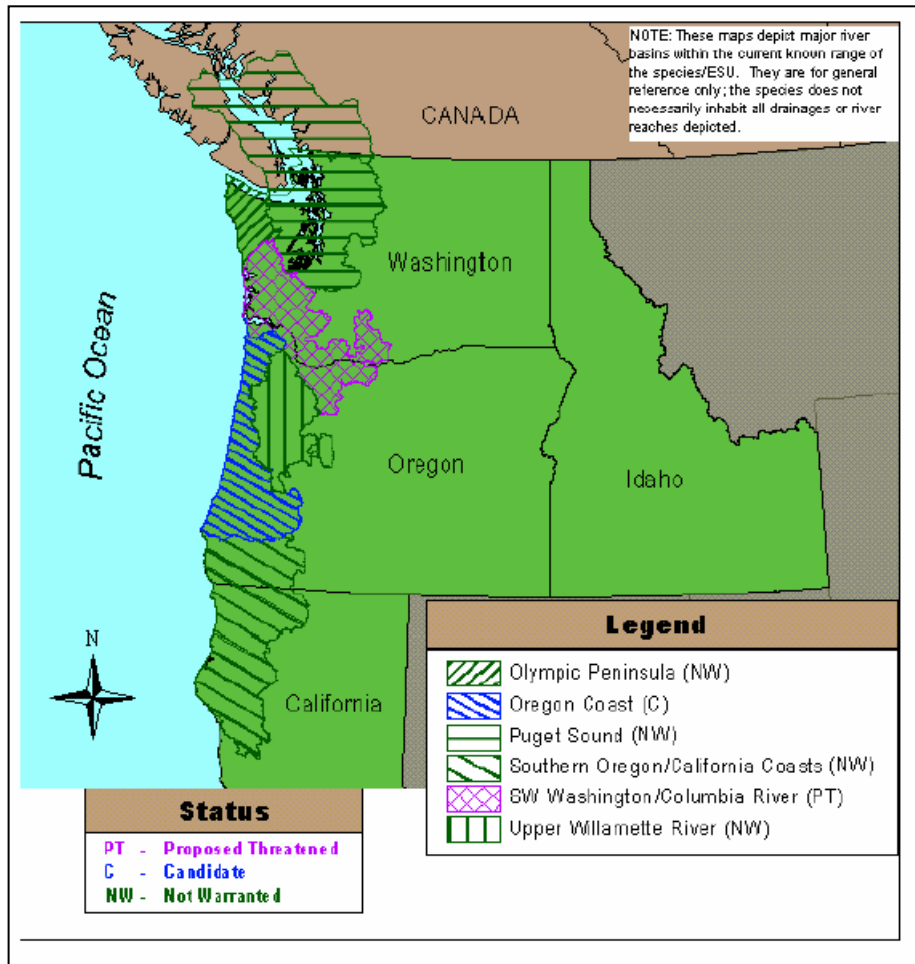 NOTE: These maps depict major river
basins within the current known range of
the species/ESU. They are for general
reference only; the species does not
necessarily inhabit all drainages or river
reaches depicted.
CANADA
Washington
Pacific Ocean
Oregon
Idaho
N
California
Legend
Olympic Peninsula (NW)
Oregon Coast (C)
Puget Sound (NW)
Southern Oregon/California Coasts (NW)
SW Washington/Columbia River (PT)
Upper Willamette River (NW)
Status
PT - Proposed Threatened
C - Candidate
NW - Not Warranted